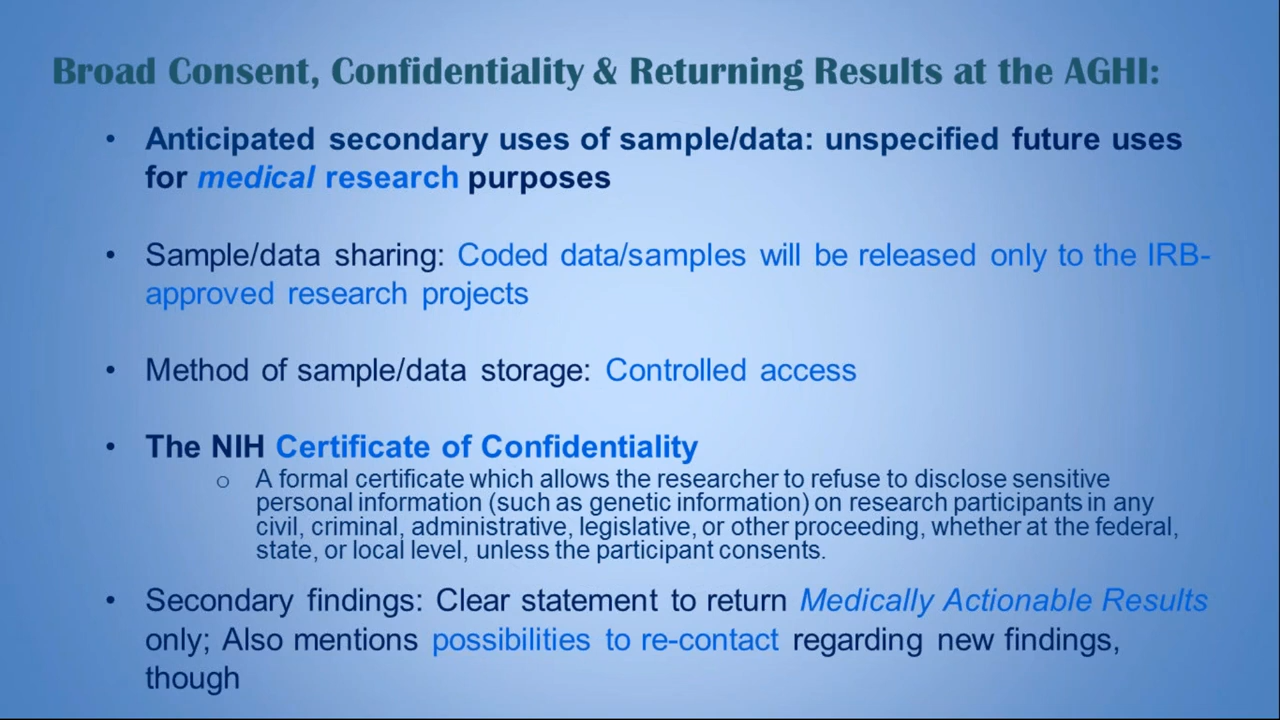 Broad Consent, Confidentiality & Returning Results at the AGHI:
• Anticipated secondary uses of sample/data: unspecified future uses
for medical research purposes
• Sample/data sharing: Coded data/samples will be released only to the IRB-
approved research projects
• Method of sample/data storage: Controlled access
• The NIH Certificate of Confidentiality
o A formal certificate which allows the researcher to refuse to disclose sensitive
personal information (such as genetic information) on research participants in any
civil, criminal, administrative, legislative, or other proceeding, whether at the federal,
state, or local level, unless the participant consents.
• Secondary findings: Clear statement to return Medically Actionable Results
only; Also mentions possibilities to re-contact regarding new findings,
though